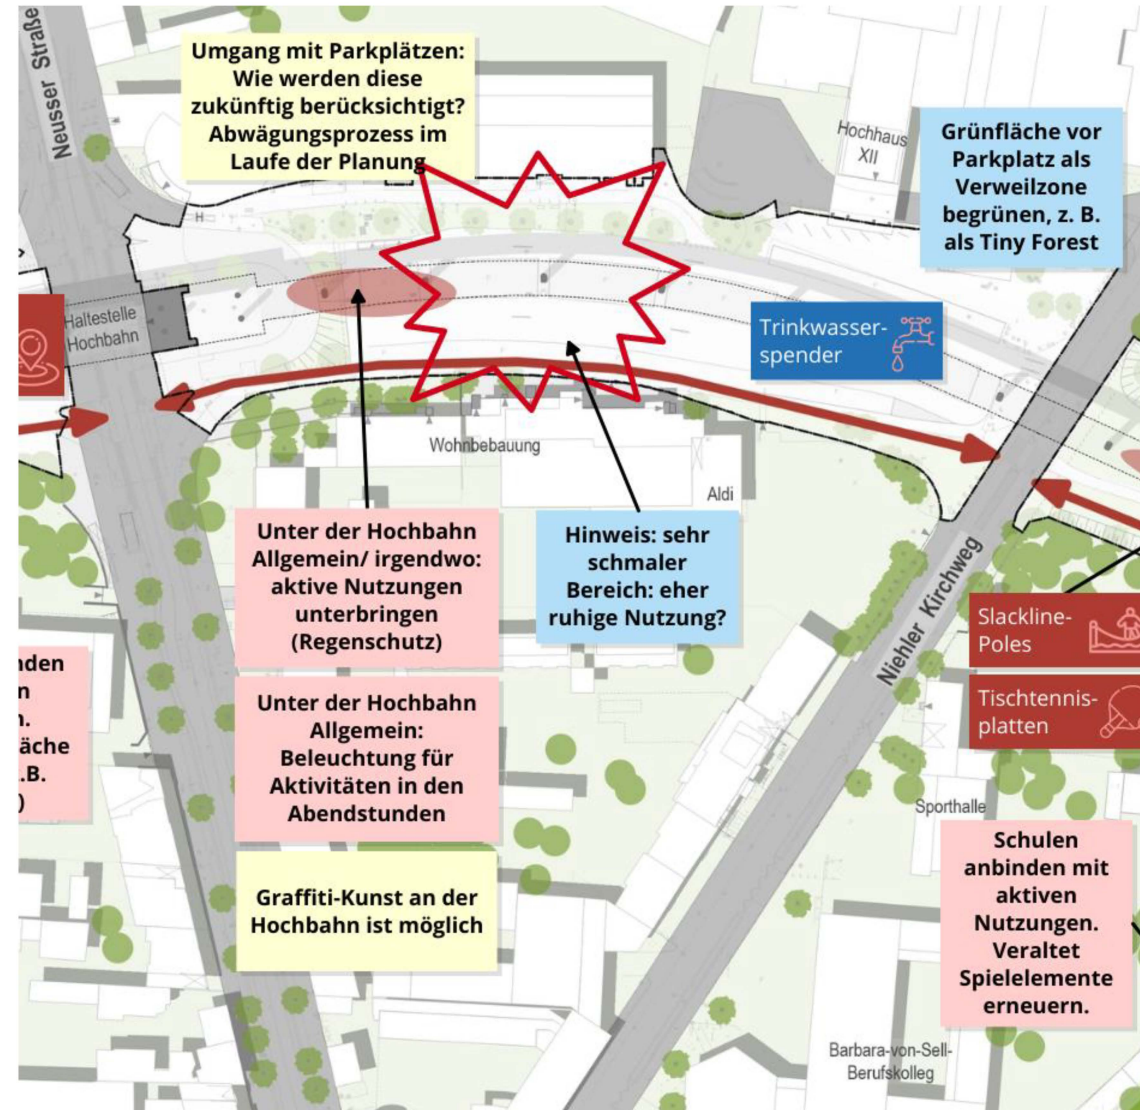 Neusser Straße
Umgang mit Parkplätzen:
Wie werden diese
zukünftig berücksichtigt?
Abwägungsprozess im
Laufe der Planung
Hochhaus
XII
Grünfläche vor
Parkplatz als
Verweilzone
begrünen, z. B.
als Tiny Forest
H
Haltestelle
Hochbahn
Trinkwasser-
spender
Wohnbebauung
Aldi
Unter der Hochbahn
Allgemein/ irgendwo:
aktive Nutzungen
unterbringen
(Regenschutz)
Hinweis: sehr
schmaler
Bereich: eher
ruhige Nutzung?
Niehler Kirchweg
Slackline-
Poles
Tischtennis-
platten
nden
n
.
äche
.B.
)
Unter der Hochbahn
Allgemein:
Beleuchtung für
Aktivitäten in den
Abendstunden
Graffiti-Kunst an der
Hochbahn ist möglich
Sporthalle
Schulen
anbinden mit
aktiven
Nutzungen.
Veraltet
Spielelemente
erneuern.
Barbara-von-Sell-
Berufskolleg